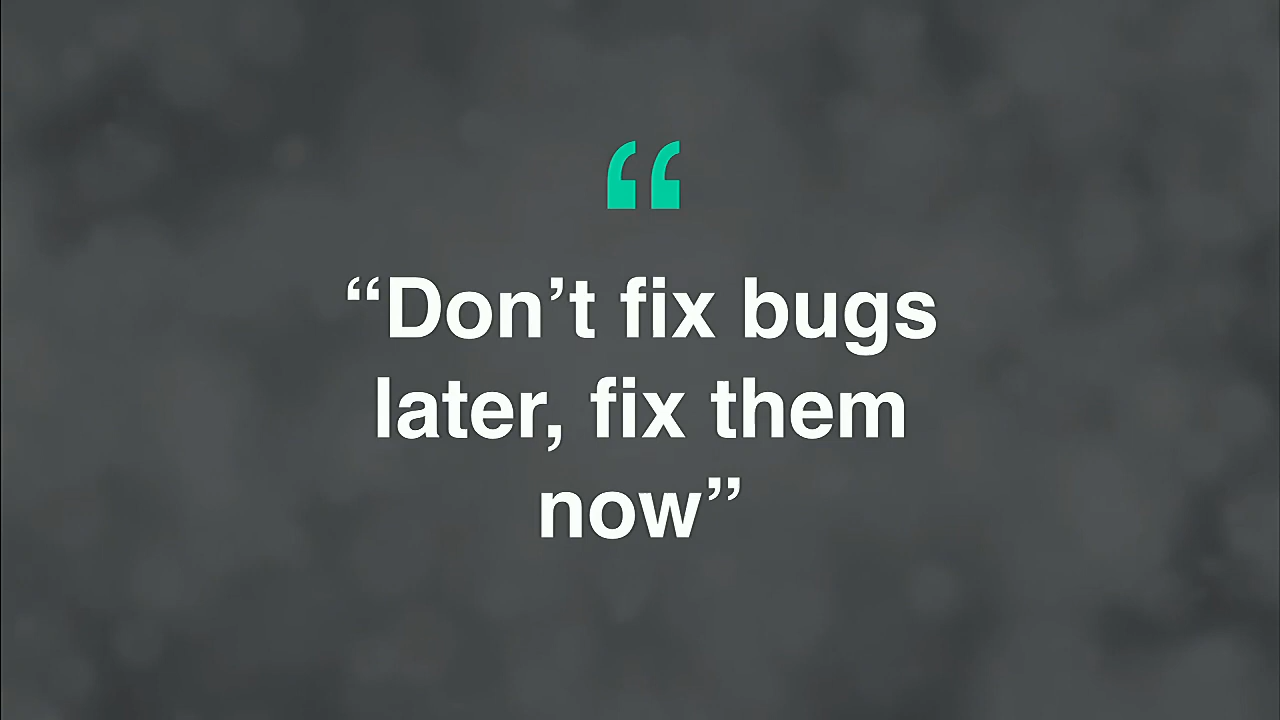 “
“Don’t fix bugs
later, fix them
now”